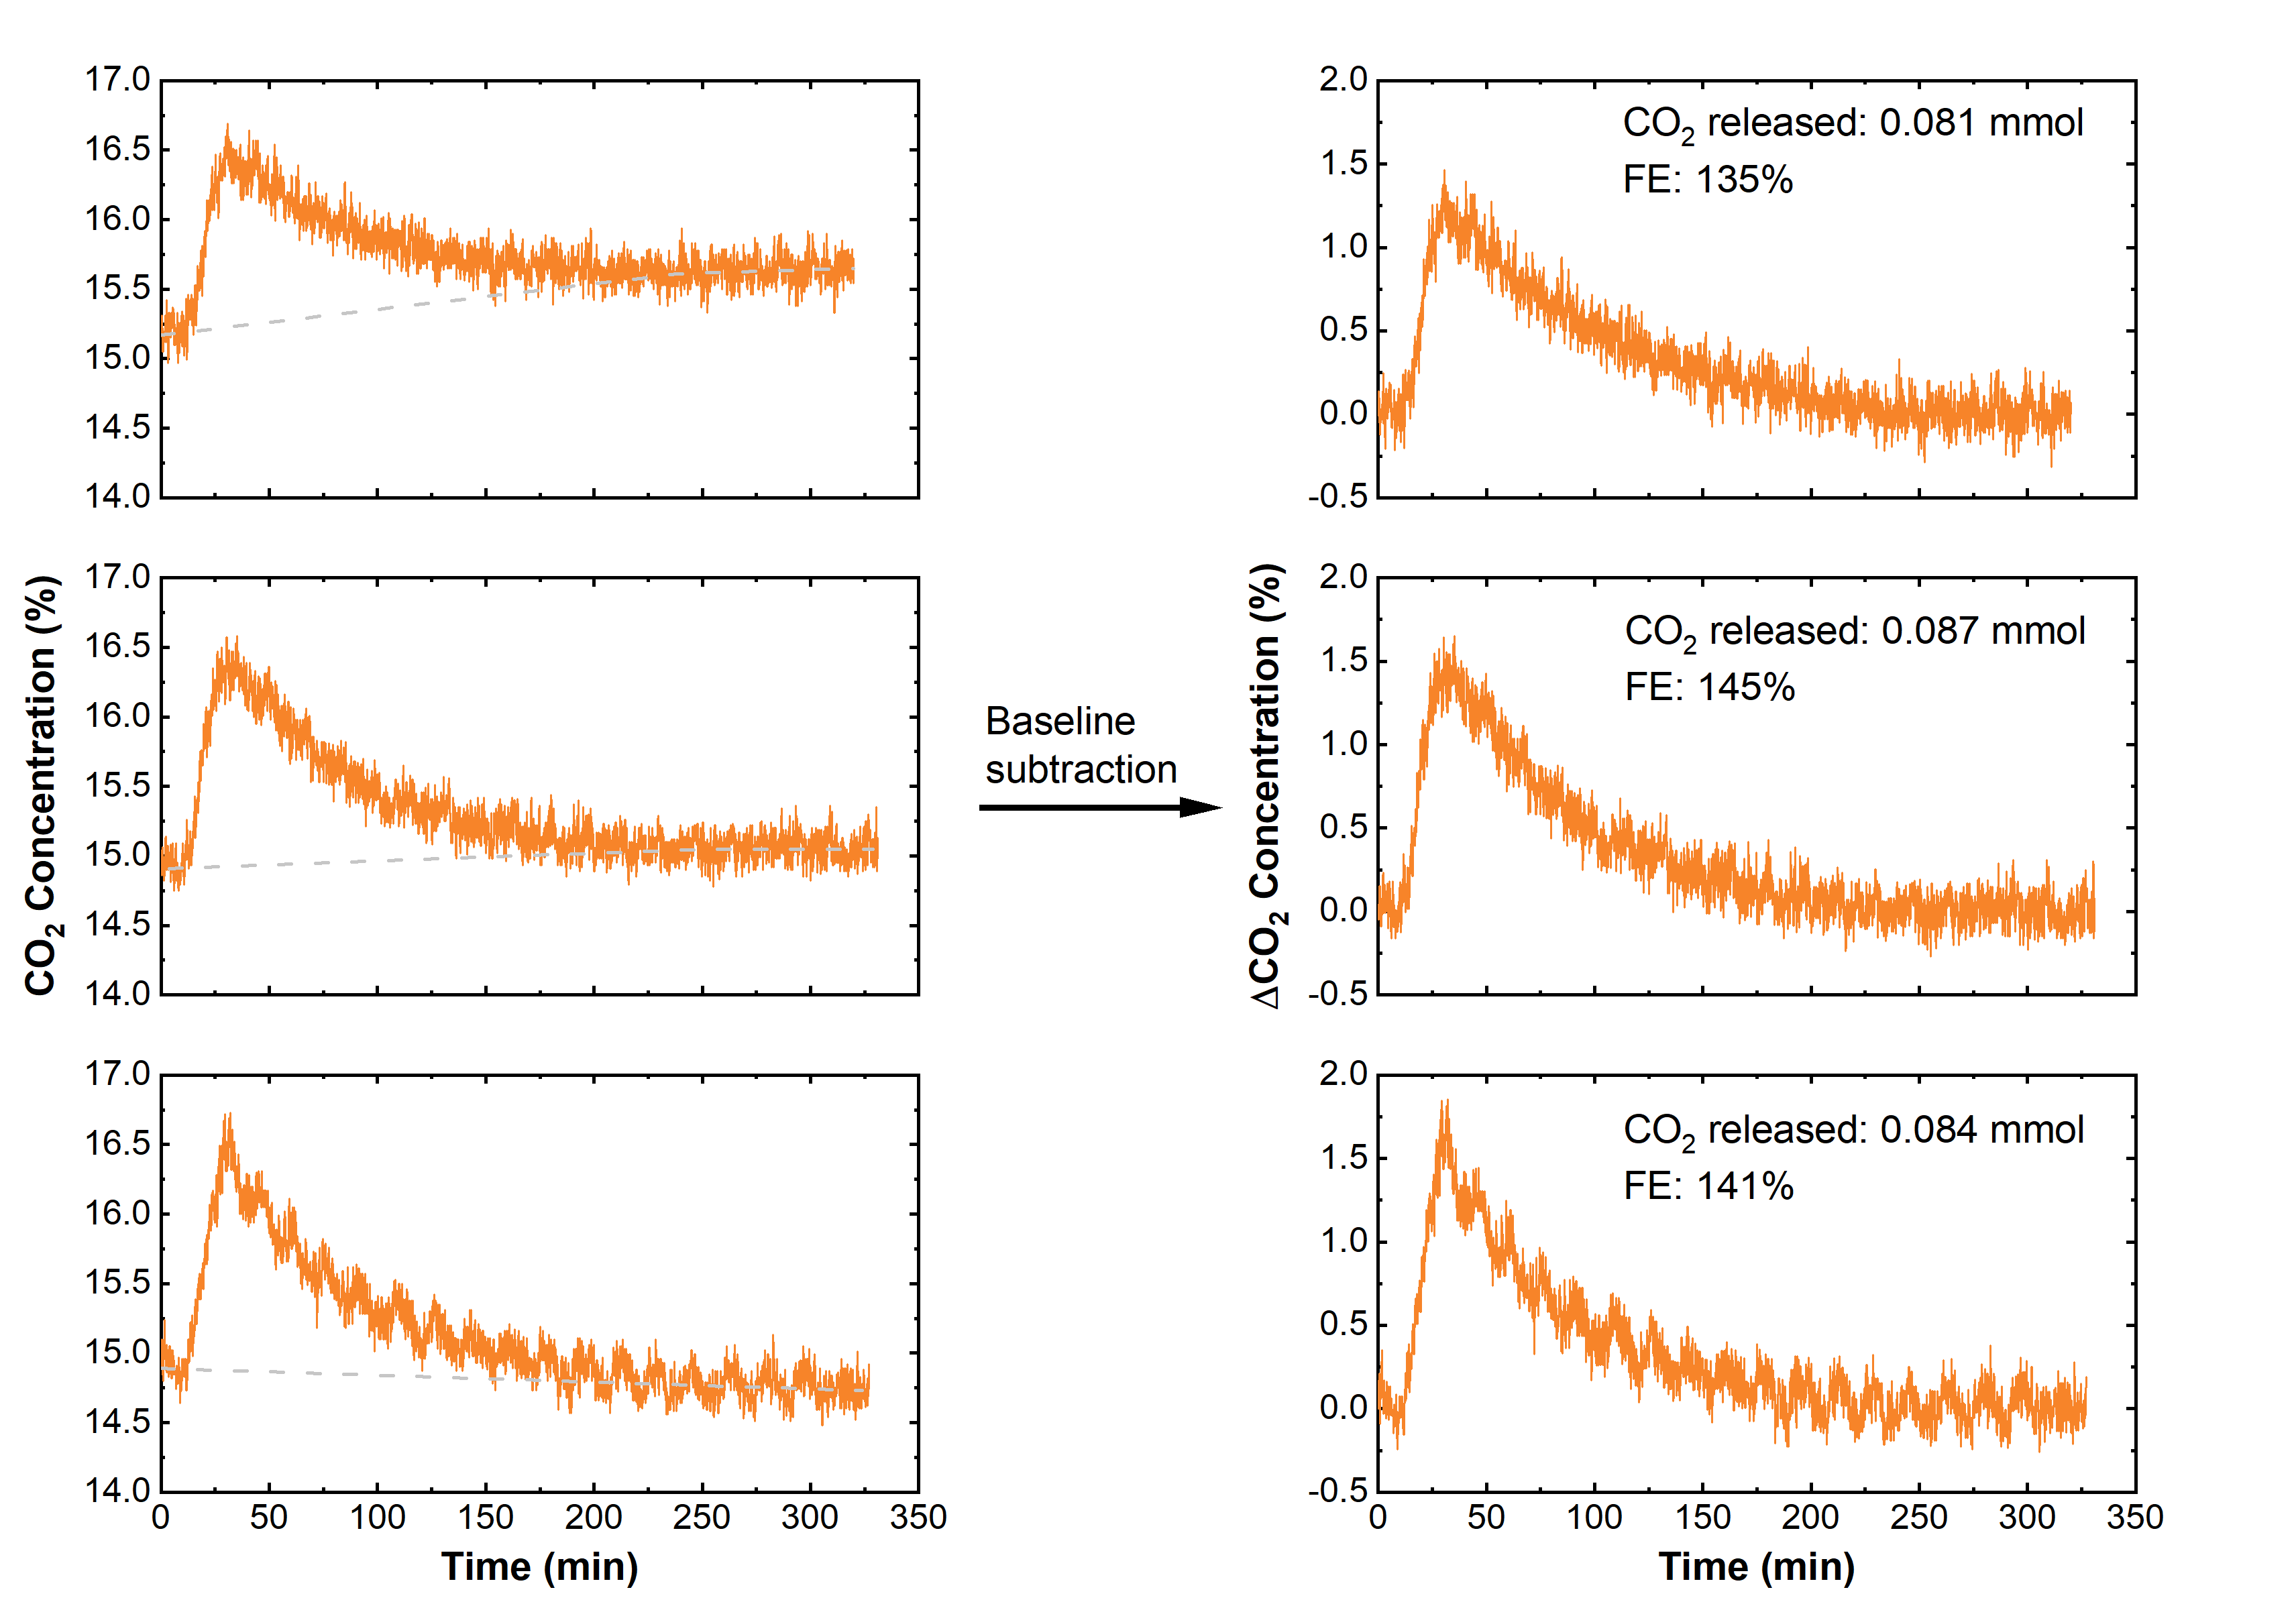 17.0
16.5
16.0
15.5
15.0
14.5
14.0
2.0
1.5
1.0
0.5
0.0
-0.5
CO₂ released: 0.081 mmol
FE: 135%
CO₂ Concentration (%)
17.0
16.5
16.0
15.5
15.0
14.5
14.0
Baseline
subtraction
ΔCO₂ Concentration (%)
2.0
1.5
1.0
0.5
0.0
-0.5
CO₂ released: 0.087 mmol
FE: 145%
17.0
16.5
16.0
15.5
15.0
14.5
14.0
0 50 100 150 200 250 300 350
Time (min)
2.0
1.5
1.0
0.5
0.0
-0.5
CO₂ released: 0.084 mmol
FE: 141%
0 50 100 150 200 250 300 350
Time (min)